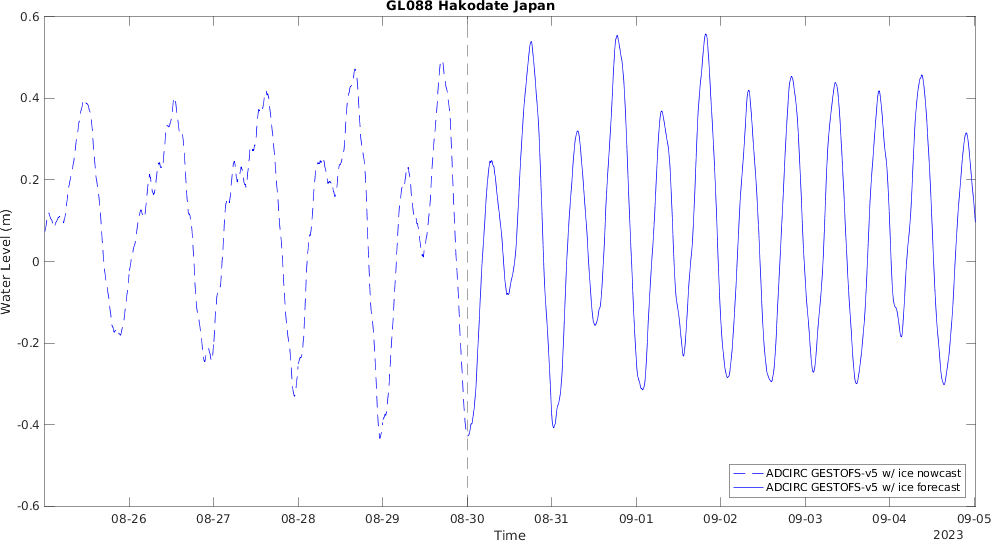 GL088 Hakodate Japan
0.6
0.4
0.2
0
-0.2
-0.4
-0.6
Water Level (m)
ADCIRC GESTOFS-v5 w/ ice nowcast
ADCIRC GESTOFS-v5 w/ ice forecast
08-26 08-27 08-28 08-29 08-30 08-31 09-01 09-02 09-03 09-04 09-05
Time
2023